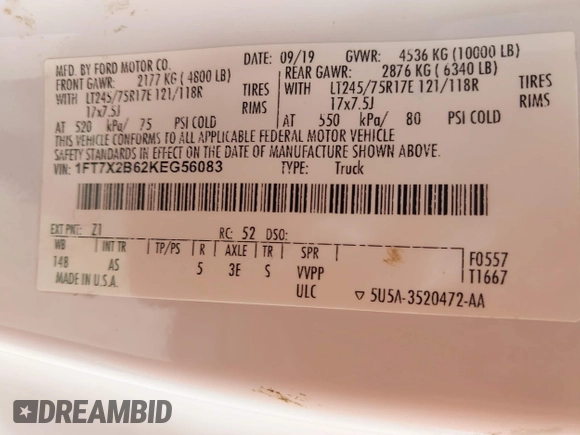 MFD. BY FORD MOTOR CO.
DATE: 09/19 GVWR: 4536 KG (10000 LB)
FRONT GAWR: 2177 KG (4800 LB) REAR GAWR: 2876 KG (6340 LB)
WITH LT245/75R17E 121/118R TIRES WITH LT245/75R17E 121/118R TIRES
17x7.5J RIMS 17x7.5J RIMS
AT 520 kPa/ 75 PSI COLD AT 550 kPa/ 80 PSI COLD
THIS VEHICLE CONFORMS TO ALL APPLICABLE FEDERAL MOTOR VEHICLE
SAFETY STANDARDS IN EFFECT ON THE DATE OF MANUFACTURE SHOWN ABOVE.
VIN: 1FT7X2B62KEG56083 TYPE: Truck
EXT PNT: Z1 RC: 52 DSO:
WB INT TR TP/PS R AXLE TR SPR F0557
148 AS 5 3E S VVPP T1667
MADE IN U.S.A. ULC ▽ 5U5A-3520472-AA
DREAMBID